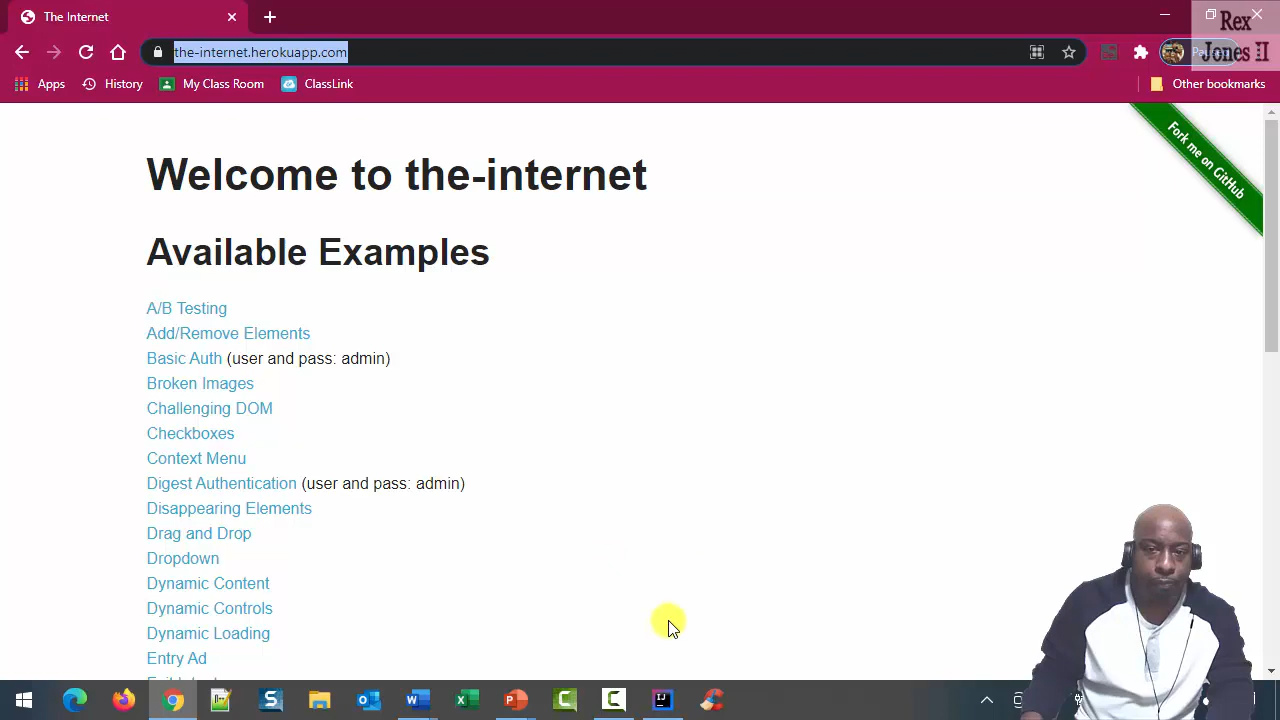 The Internet
Rex
Jones II
the-internet.herokuapp.com
Apps
History
My Class Room
ClassLink
Other bookmarks
Fork me on GitHub
Welcome to the-internet
Available Examples
A/B Testing
Add/Remove Elements
Basic Auth (user and pass: admin)
Broken Images
Challenging DOM
Checkboxes
Context Menu
Digest Authentication (user and pass: admin)
Disappearing Elements
Drag and Drop
Dropdown
Dynamic Content
Dynamic Controls
Dynamic Loading
Entry Ad